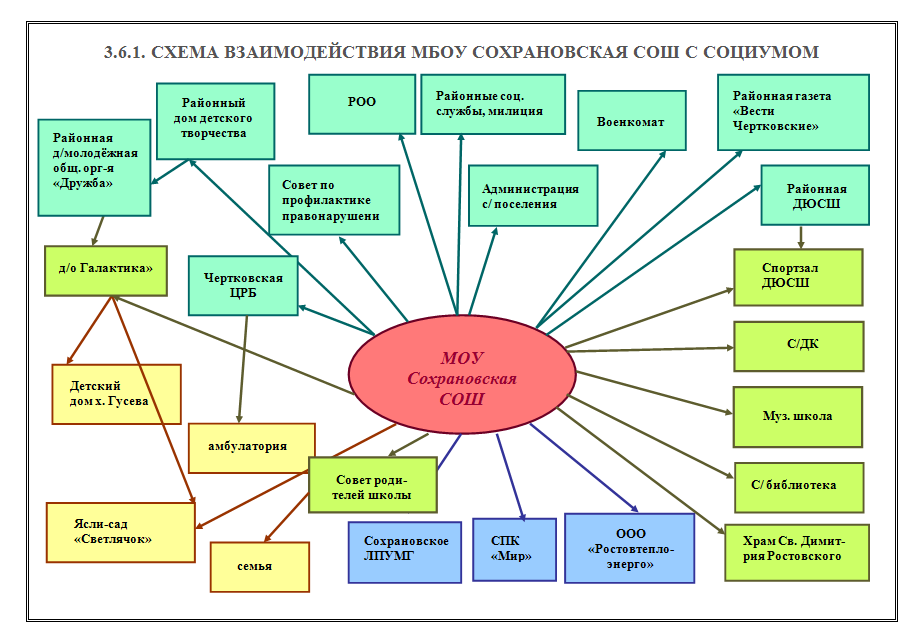 3.6.1. СХЕМА ВЗАИМОДЕЙСТВИЯ МБОУ СОХРАНОВСКАЯ СОШ С СОЦИУМОМ
Районная
д/молодёжная
общ. орг-я
«Дружба»
Районный
дом детского
творчества
РОО
Районные соц.
службы, милиция
Военкомат
Районная газета
«Вести
Чертковские»
Совет по
профилактике
правонарушени
Администрация
с/ поселения
Районная
ДЮСШ
д/о Галактика»
Чертковская
ЦРБ
Спортзал
ДЮСШ
МОУ
Сохрановская
СОШ
С/ДК
Детский
дом х. Гусева
Муз. школа
амбулатория
Совет роди-
телей школы
С/ библиотека
Ясли-сад
«Светлячок»
семья
Сохрановское
ЛПУМГ
СПК
«Мир»
ООО
«Ростовтепло-
энерго»
Храм Св. Димит-
рия Ростовского